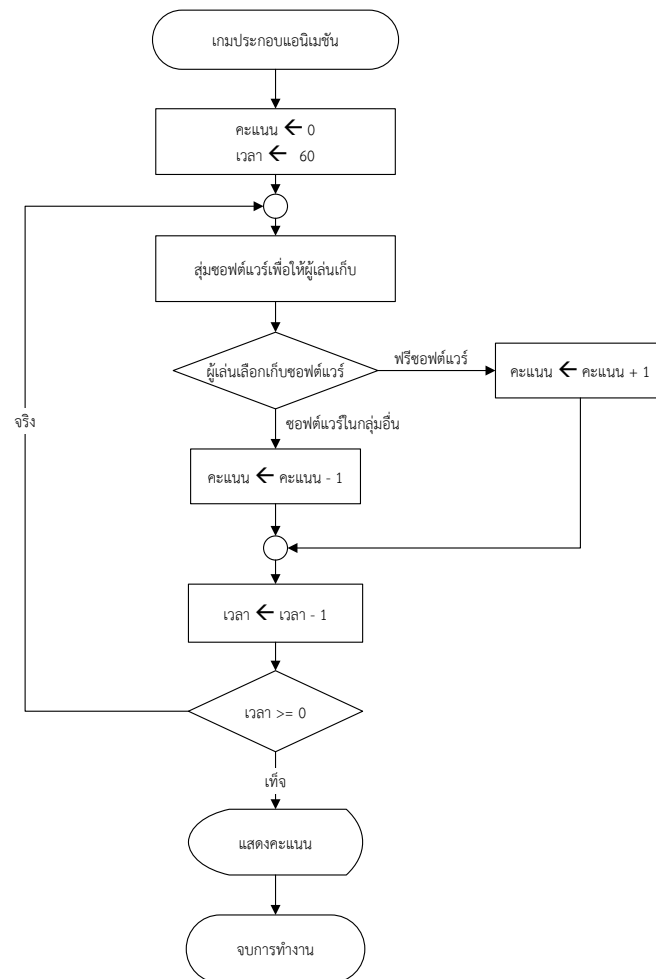 เกมประกอบแอนิเมชัน
คะแนน ← 0
เวลา ← 60
สุ่มซอฟต์แวร์เพื่อให้ผู้เล่นเก็บ
ผู้เล่นเลือกเก็บซอฟต์แวร์
ฟรีซอฟต์แวร์
คะแนน ← คะแนน + 1
จริง
ซอฟต์แวร์ในกลุ่มอื่น
คะแนน ← คะแนน - 1
เวลา ← เวลา - 1
เวลา >= 0
เท็จ
แสดงคะแนน
จบการทำงาน